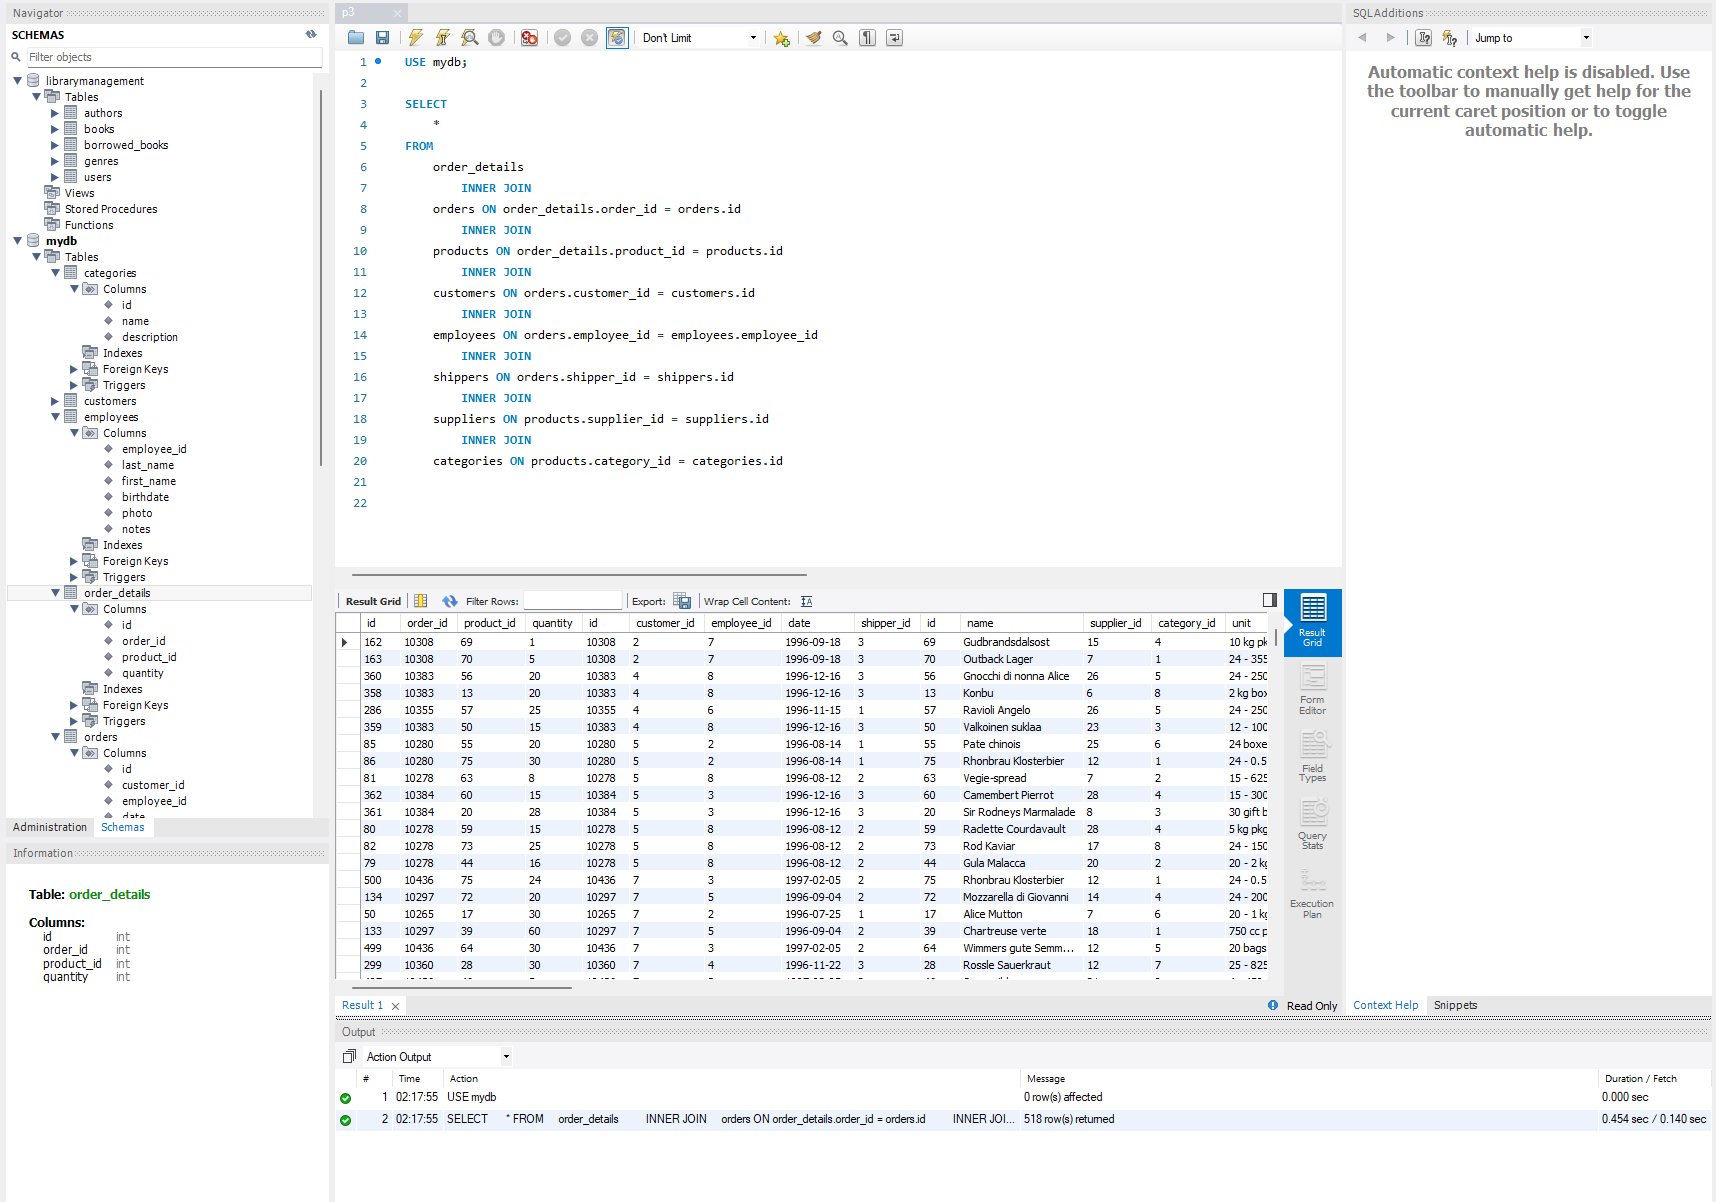 Navigator
SCHEMAS
Filter objects
librarymanagement
Tables
authors
books
borrowed_books
genres
users
Views
Stored Procedures
Functions
mydb
Tables
categories
Columns
id
name
description
Indexes
Foreign Keys
Triggers
customers
employees
Columns
employee_id
last_name
first_name
birthdate
photo
notes
Indexes
Foreign Keys
Triggers
order_details
Columns
id
order_id
product_id
quantity
Indexes
Foreign Keys
Triggers
orders
Columns
id
customer_id
employee_id
date
Administration Schemas
Information
Table: order_details
Columns:
id int
order_id int
product_id int
quantity int
p3
Don't Limit
1 USE mydb;
2
3 SELECT
4 *
5 FROM
6 order_details
7 INNER JOIN
8 orders ON order_details.order_id = orders.id
9 INNER JOIN
10 products ON order_details.product_id = products.id
11 INNER JOIN
12 customers ON orders.customer_id = customers.id
13 INNER JOIN
14 employees ON orders.employee_id = employees.employee_id
15 INNER JOIN
16 shippers ON orders.shipper_id = shippers.id
17 INNER JOIN
18 suppliers ON products.supplier_id = suppliers.id
19 INNER JOIN
20 categories ON products.category_id = categories.id
21
22
Result Grid Filter Rows: Export: Wrap Cell Content:
id order_id product_id quantity id customer_id employee_id date shipper_id id name supplier_id category_id unit
162 10308 69 1 10308 2 7 1996-09-18 3 69 Gudbrandsdalsost 15 4 10 kg pk
163 10308 70 5 10308 2 7 1996-09-18 3 70 Outback Lager 7 1 24 - 355
360 10383 56 20 10383 4 8 1996-12-16 3 56 Gnocchi di nonna Alice 26 5 24 - 250
358 10383 13 20 10383 4 8 1996-12-16 3 13 Konbu 6 8 2 kg box
286 10355 57 25 10355 4 6 1996-11-15 1 57 Ravioli Angelo 26 5 24 - 250
359 10383 50 15 10383 4 8 1996-12-16 3 50 Valkoinen suklaa 23 3 12 - 100
85 10280 55 20 10280 5 2 1996-08-14 1 55 Pate chinois 25 6 24 boxe
86 10280 75 30 10280 5 2 1996-08-14 1 75 Rhonbrau Klosterbier 12 1 24 - 0.5
81 10278 63 8 10278 5 8 1996-08-12 2 63 Vegie-spread 7 2 15 - 625
362 10384 60 15 10384 5 3 1996-12-16 3 60 Camembert Pierrot 28 4 15 - 300
361 10384 20 28 10384 5 3 1996-12-16 3 20 Sir Rodneys Marmalade 8 3 30 gift b
80 10278 59 15 10278 5 8 1996-08-12 2 59 Raclette Courdavault 28 4 5 kg pkg
82 10278 73 25 10278 5 8 1996-08-12 2 73 Rod Kaviar 17 8 24 - 150
79 10278 44 16 10278 5 8 1996-08-12 2 44 Gula Malacca 20 2 20 - 2 kg
500 10436 75 24 10436 7 3 1997-02-05 2 75 Rhonbrau Klosterbier 12 1 24 - 0.5
134 10297 72 20 10297 7 5 1996-09-04 2 72 Mozzarella di Giovanni 14 4 24 - 200
50 10265 17 30 10265 7 2 1996-07-25 1 17 Alice Mutton 7 6 20 - 1 kg
133 10297 39 60 10297 7 5 1996-09-04 2 39 Chartreuse verte 18 1 750 cc p
499 10436 64 30 10436 7 3 1997-02-05 2 64 Wimmers gute Semm... 12 5 20 bags
299 10360 28 30 10360 7 4 1996-11-22 3 28 Rossle Sauerkraut 12 7 25 - 825
Result Grid
Form Editor
Field Types
Query Stats
Execution Plan
Result 1
Read Only
Output
Action Output
# Time Action Message Duration / Fetch
1 02:17:55 USE mydb 0 row(s) affected 0.000 sec
2 02:17:55 SELECT * FROM order_details INNER JOIN orders ON order_details.order_id = orders.id INNER JOI... 518 row(s) returned 0.454 sec / 0.140 sec
SQLAdditions
Jump to
Automatic context help is disabled. Use
the toolbar to manually get help for the
current caret position or to toggle
automatic help.
Context Help Snippets